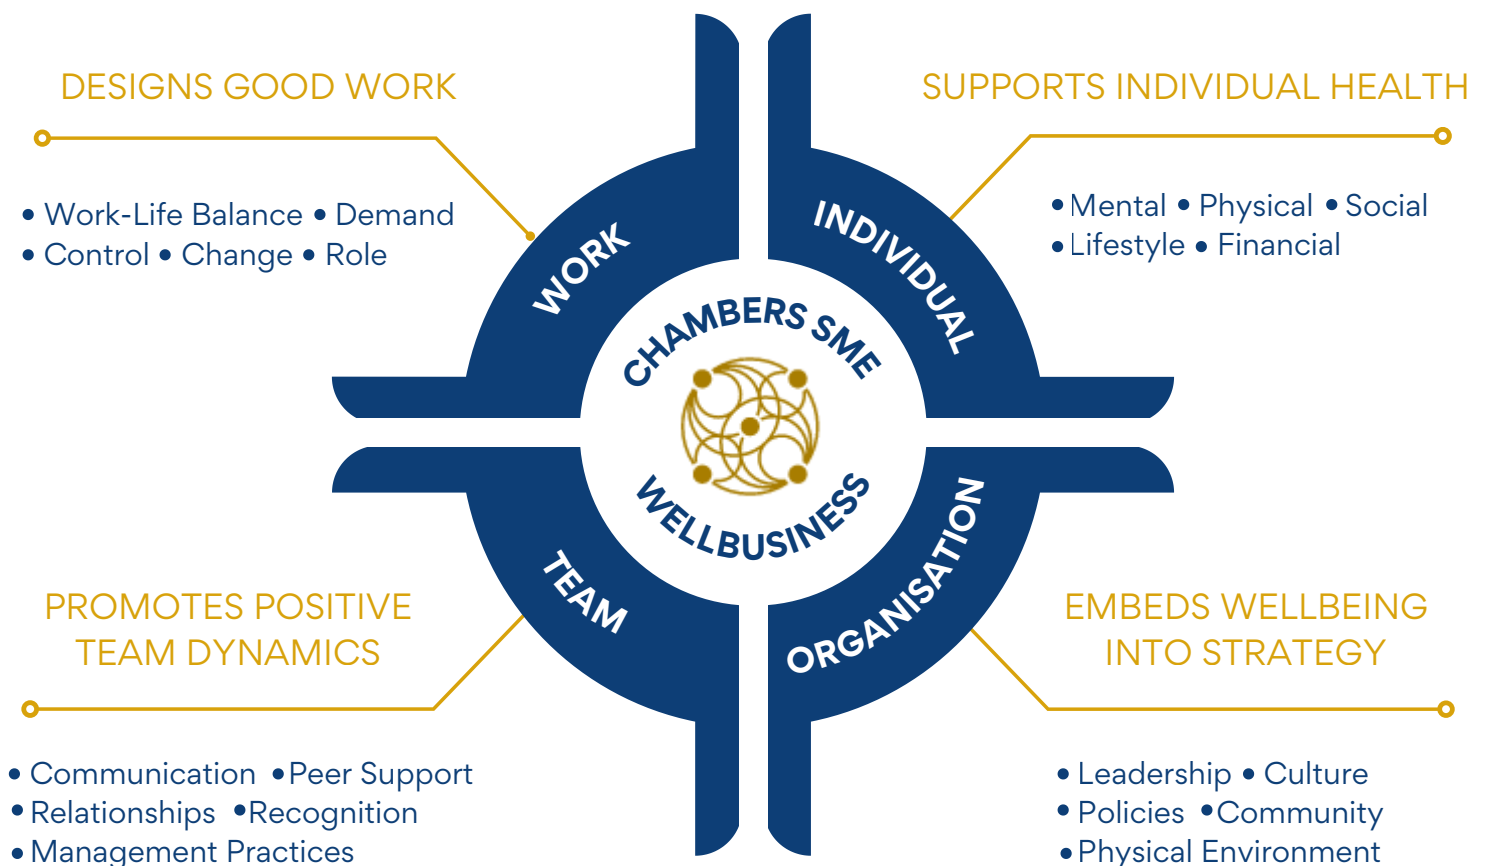 DESIGNS GOOD WORK
• Work-Life Balance • Demand
• Control • Change • Role
SUPPORTS INDIVIDUAL HEALTH
• Mental • Physical • Social
• Lifestyle • Financial
WORK
INDIVIDUAL
CHAMBERS SME
WELLBUSINESS
TEAM
ORGANISATION
PROMOTES POSITIVE
TEAM DYNAMICS
• Communication • Peer Support
• Relationships • Recognition
• Management Practices
EMBEDS WELLBEING
INTO STRATEGY
• Leadership • Culture
• Policies • Community
• Physical Environment